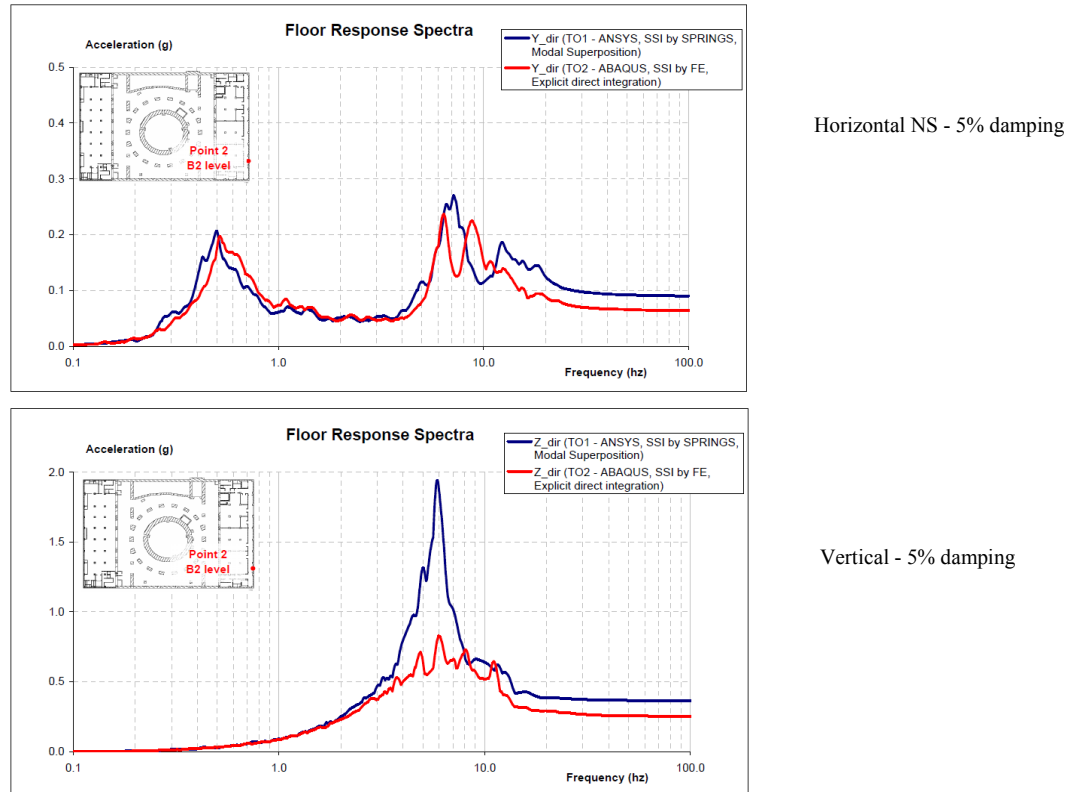 Floor Response Spectra
Acceleration (g)
Y_dir (TO1 - ANSYS, SSI by SPRINGS,
Modal Superposition)
Y_dir (TO2 - ABAQUS, SSI by FE,
Explicit direct integration)
0.5
0.4
0.3
0.2
0.1
0.0
Point 2
B2 level
0.1
1.0
10.0
100.0
Frequency (hz)
Horizontal NS - 5% damping
Floor Response Spectra
Acceleration (g)
Z_dir (TO1 - ANSYS, SSI by SPRINGS,
Modal Superposition)
Z_dir (TO2 - ABAQUS, SSI by FE,
Explicit direct integration)
2.0
1.5
1.0
0.5
0.0
Point 2
B2 level
0.1
1.0
10.0
100.0
Frequency (hz)
Vertical - 5% damping